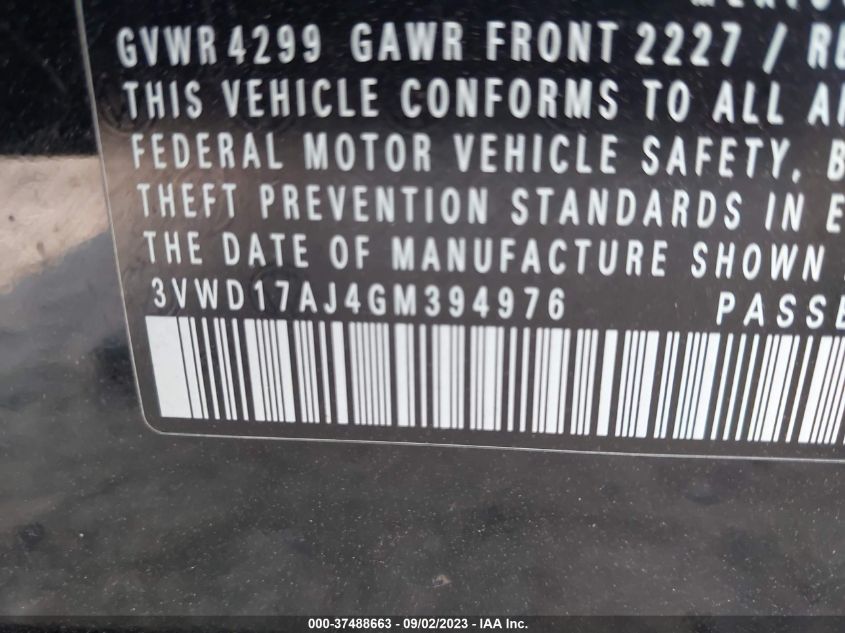 GVWR 4299 GAWR FRONT 2227 /
THIS VEHICLE CONFORMS TO ALL
FEDERAL MOTOR VEHICLE SAFETY,
THEFT PREVENTION STANDARDS IN
THE DATE OF MANUFACTURE SHOWN
3VWD17AJ4GM394976 PASSE
000-37488663 - 09/02/2023 - IAA Inc.